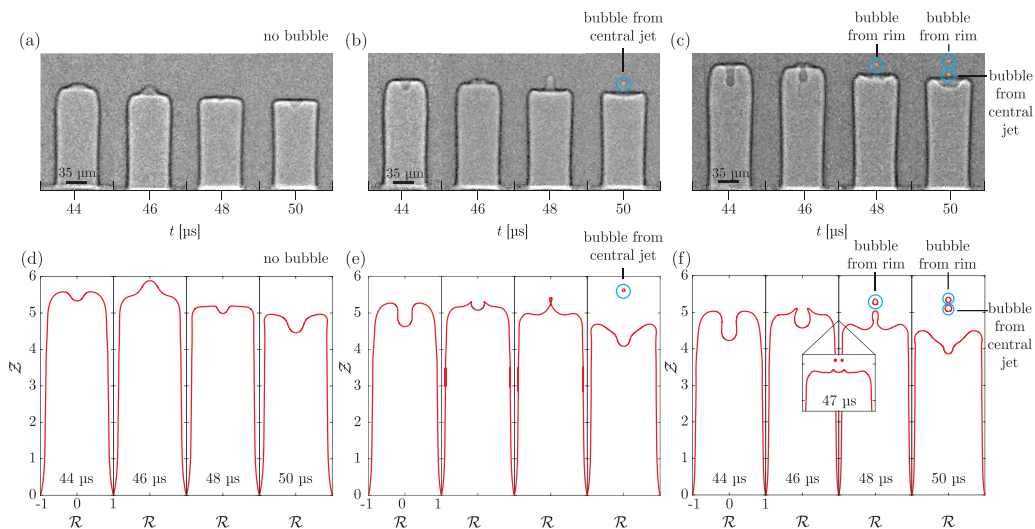 (a)
no bubble
35 µm
44 46 48 50
t [µs]
(b)
bubble from
central jet
35 µm
44 46 48 50
t [µs]
(c)
bubble
from rim
bubble
from rim
bubble
from
central
jet
35 µm
44 46 48 50
t [µs]
(d)
no bubble
6
5
4
3
2
1
0
𝒵
44 µs 46 µs 48 µs 50 µs
-1 0 1
ℛ ℛ ℛ ℛ
(e)
bubble from
central jet
6
5
4
3
2
1
0
𝒵
-1 0 1
ℛ ℛ ℛ ℛ
(f)
bubble
from rim
bubble
from rim
bubble
from
central
jet
6
5
4
3
2
1
0
𝒵
47 µs
44 µs 46 µs 48 µs 50 µs
-1 0 1
ℛ ℛ ℛ ℛ